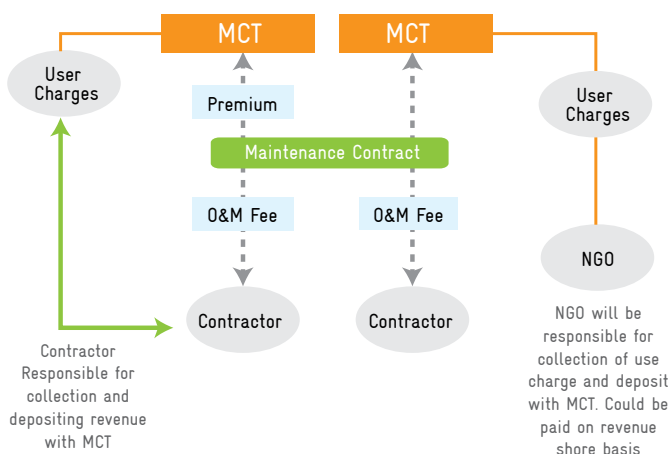 MCT
MCT
User
Charges
Premium
User
Charges
Maintenance Contract
O&M Fee
O&M Fee
NGO
Contractor
Contractor
Contractor
Responsible for
collection and
depositing revenue
with MCT
NGO will be
responsible for
collection of use
charge and deposit
with MCT. Could be
paid on revenue
shore basis